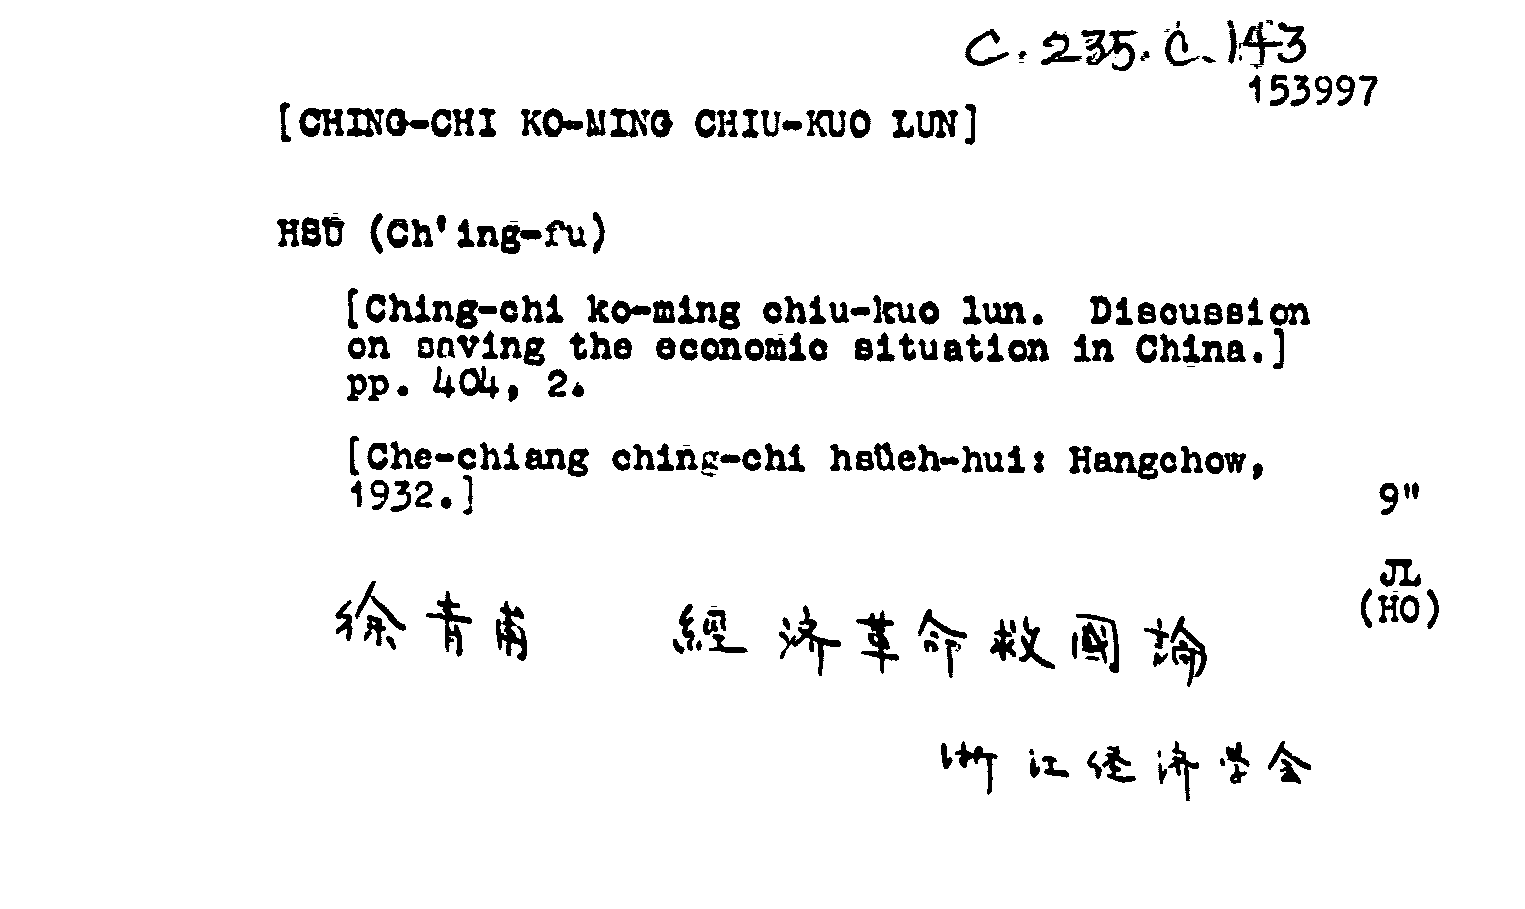 C.235.C.143
153997
[CHING-CHI KO-MING CHIU-KUO LUN]
HSÜ (Ch'ing-fu)
[Ching-chi ko-ming chiu-kuo lun. Discussion
on saving the economic situation in China.]
pp. 404, 2.
[Che-chiang ching-chi hsüeh-hui: Hangchow,
1932.]
9"
JL
(HO)
徐青甫 經济革命救國論
浙江経济学会